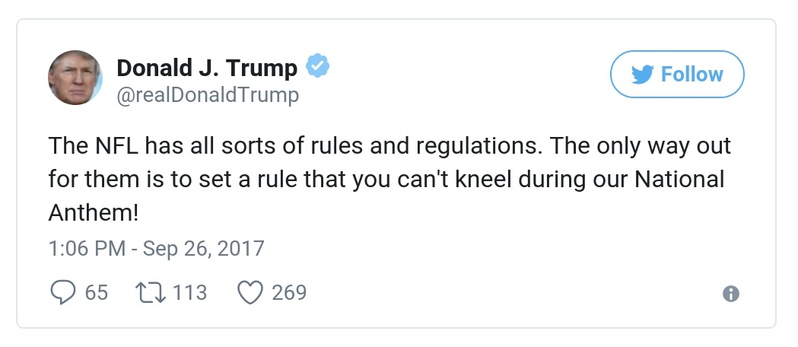 Donald J. Trump
Follow
@realDonaldTrump
The NFL has all sorts of rules and regulations. The only way out
for them is to set a rule that you can't kneel during our National
Anthem!
1:06 PM - Sep 26, 2017
65 113 269